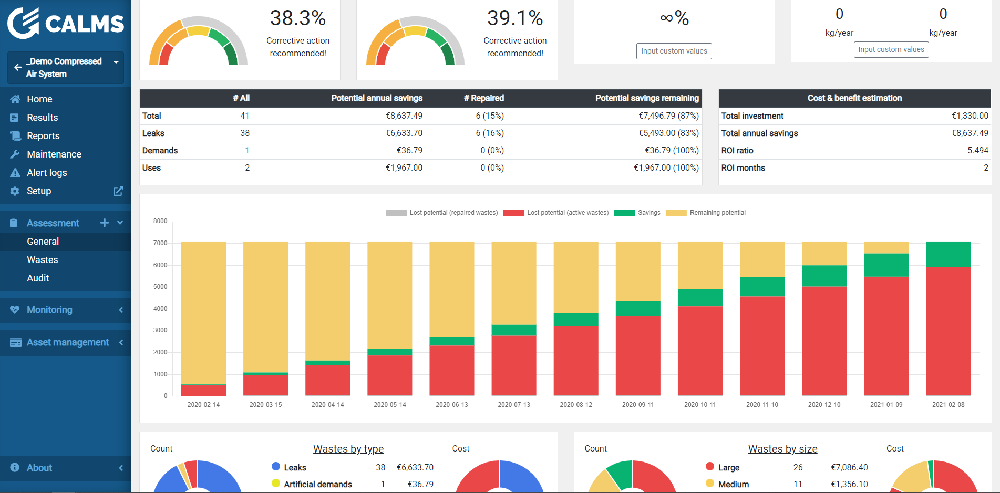 CALMS
_Demo Compressed
Air System
Home
Results
Reports
Maintenance
Alert logs
Setup
Assessment
General
Wastes
Audit
Monitoring
Asset management
About
38.3%
Corrective action
recommended!
39.1%
Corrective action
recommended!
∞%
Input custom values
0 0
kg/year kg/year
Input custom values
# All Potential annual savings # Repaired Potential savings remaining
Total 41 €8,637.49 6 (15%) €7,496.79 (87%)
Leaks 38 €6,633.70 6 (16%) €5,493.00 (83%)
Demands 1 €36.79 0 (0%) €36.79 (100%)
Uses 2 €1,967.00 0 (0%) €1,967.00 (100%)
Cost & benefit estimation
Total investment €1,330.00
Total annual savings €8,637.49
ROI ratio 5.494
ROI months 2
Lost potential (repaired wastes) Lost potential (active wastes) Savings Remaining potential
8000
7000
6000
5000
4000
3000
2000
1000
0
2020-02-14 2020-03-15 2020-04-14 2020-05-14 2020-06-13 2020-07-13 2020-08-12 2020-09-11 2020-10-11 2020-11-10 2020-12-10 2021-01-09 2021-02-08
Count Wastes by type Cost
Leaks 38 €6,633.70
Artificial demands 1 €36.79
Count Wastes by size Cost
Large 26 €7,086.40
Medium 11 €1,356.10